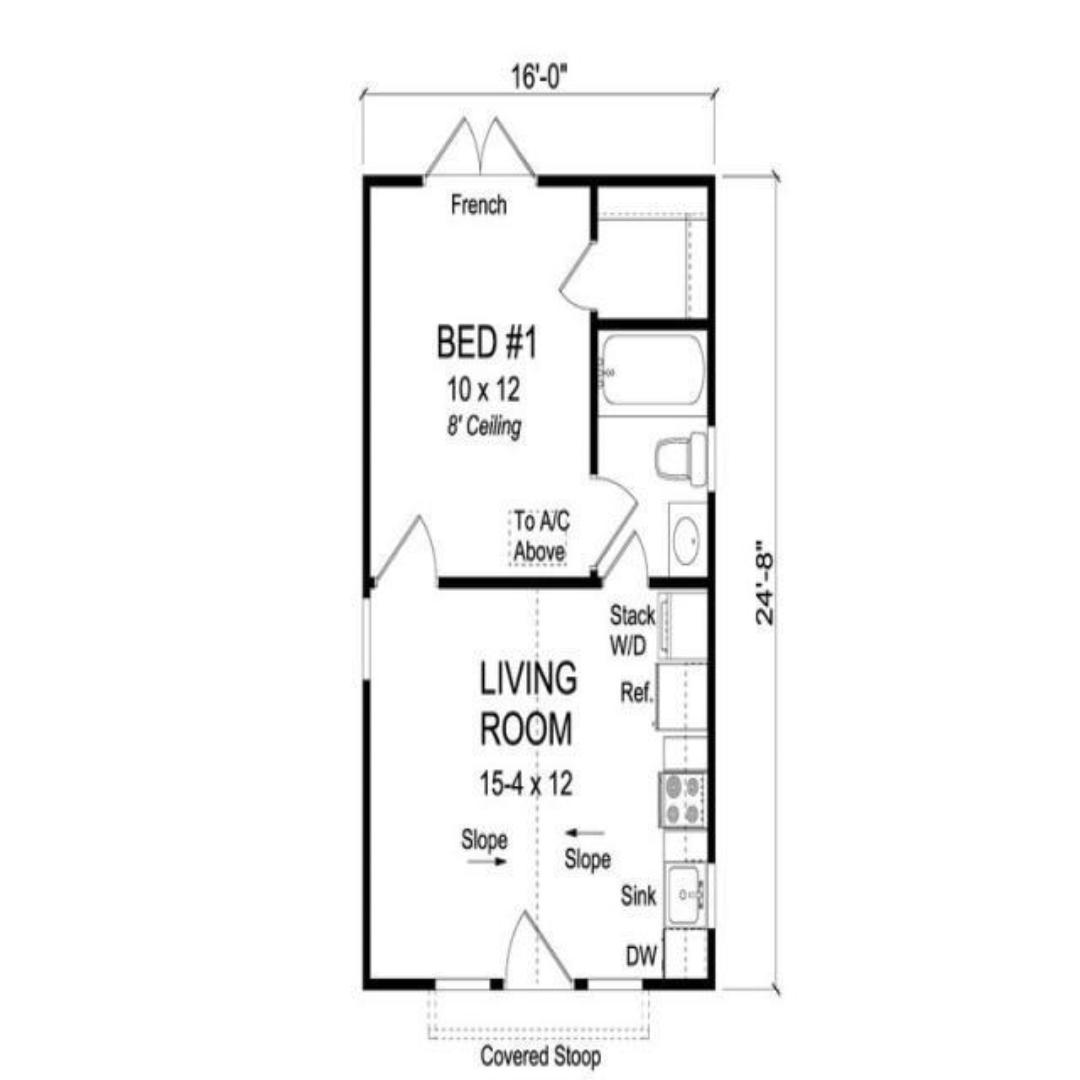 16'-0"
French
BED #1
10 x 12
8' Ceiling
To A/C
Above
24'-8"
Stack
W/D
Ref.
LIVING
ROOM
15-4 x 12
Slope
Slope
Sink
DW
Covered Stoop